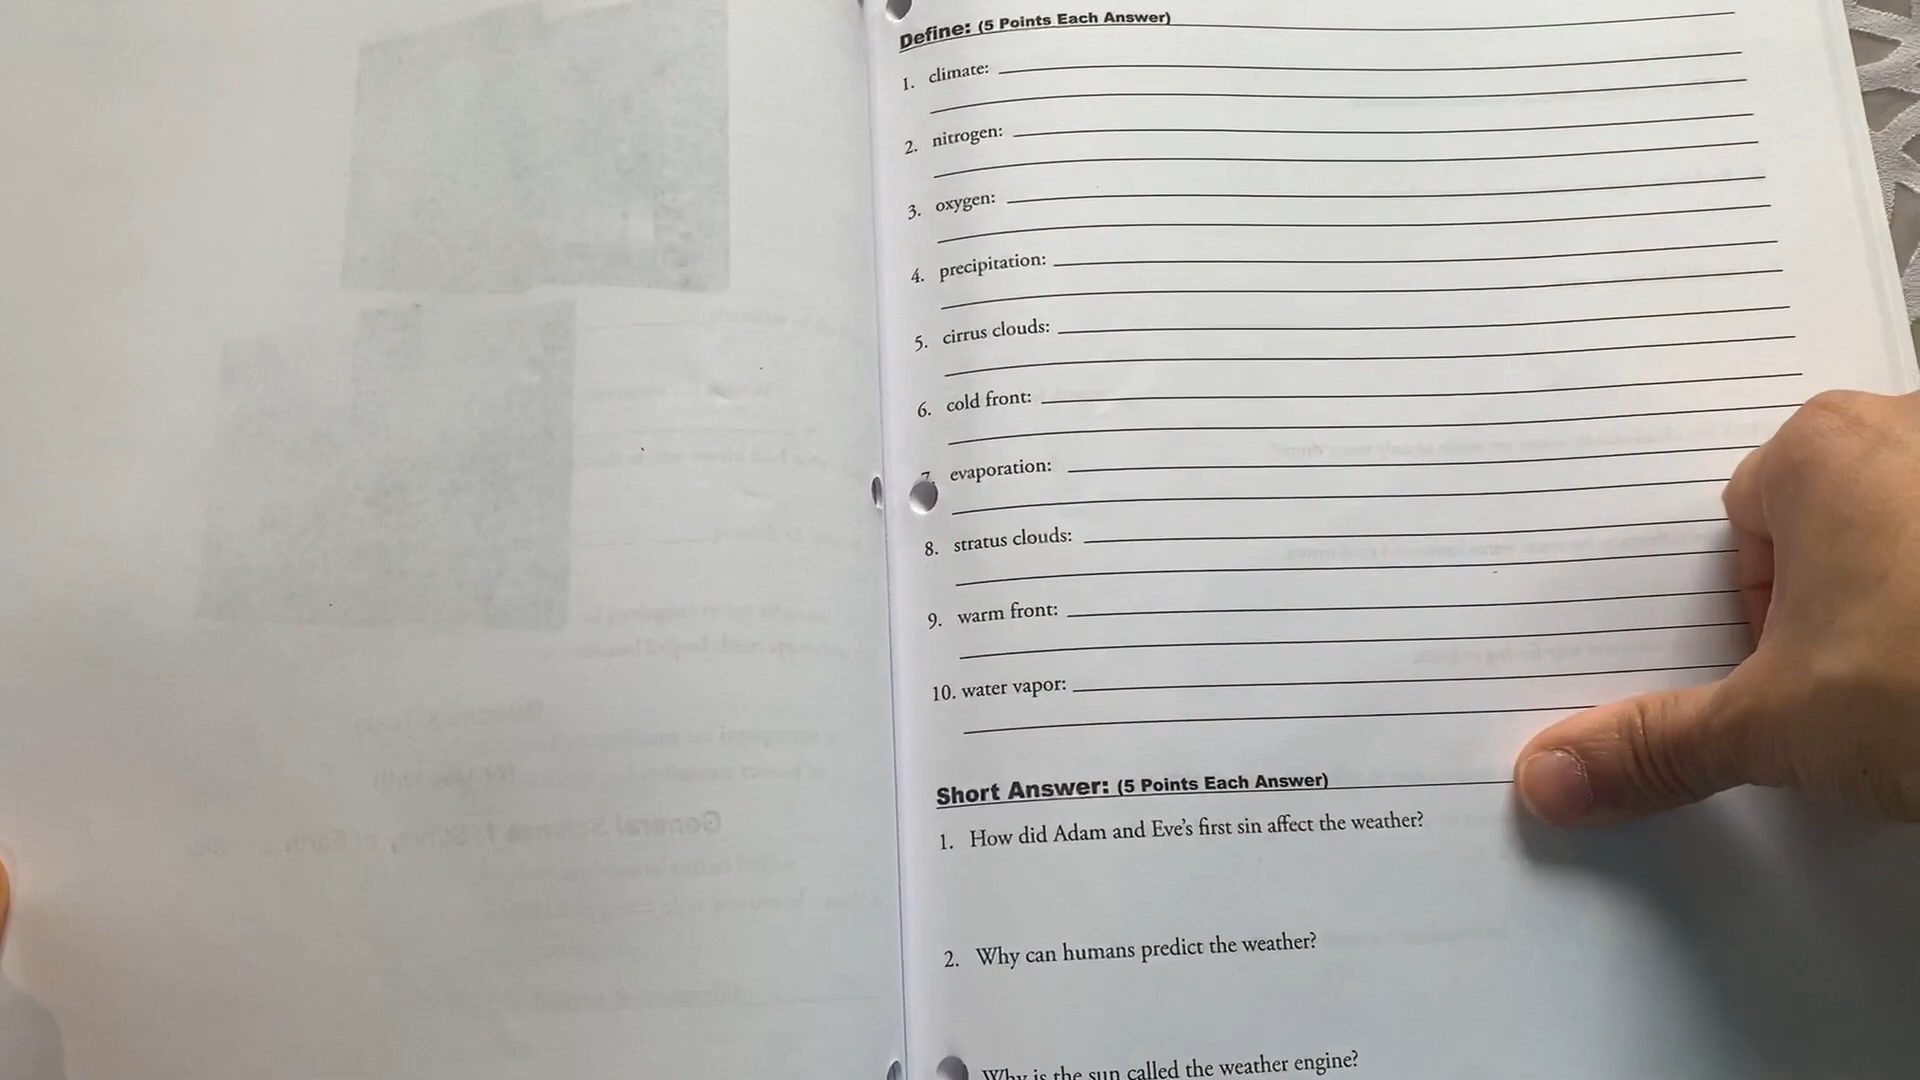 Define: (5 Points Each Answer)
1. climate:
2. nitrogen:
3. oxygen:
4. precipitation:
5. cirrus clouds:
6. cold front:
7. evaporation:
8. stratus clouds:
9. warm front:
10. water vapor:
Short Answer: (5 Points Each Answer)
1. How did Adam and Eve's first sin affect the weather?
2. Why can humans predict the weather?
Why is the sun called the weather engine?